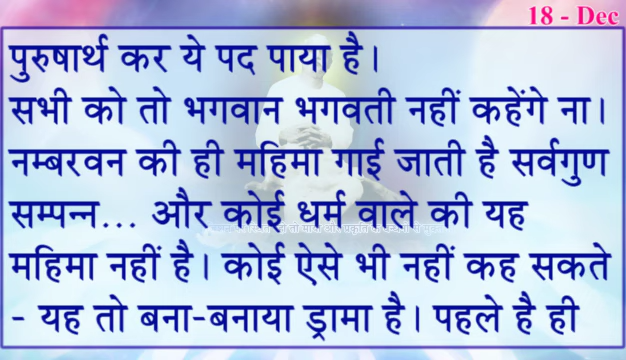 18 - Dec
पुरुषार्थ कर ये पद पाया है।
सभी को तो भगवान भगवती नहीं कहेंगे ना।
नम्बरवन की ही महिमा गाई जाती है सर्वगुण
सम्पन्न... और कोई धर्म वाले की यह
महिमा नहीं है। कोई ऐसे भी नहीं कह सकते
- यह तो बना-बनाया ड्रामा है। पहले है ही